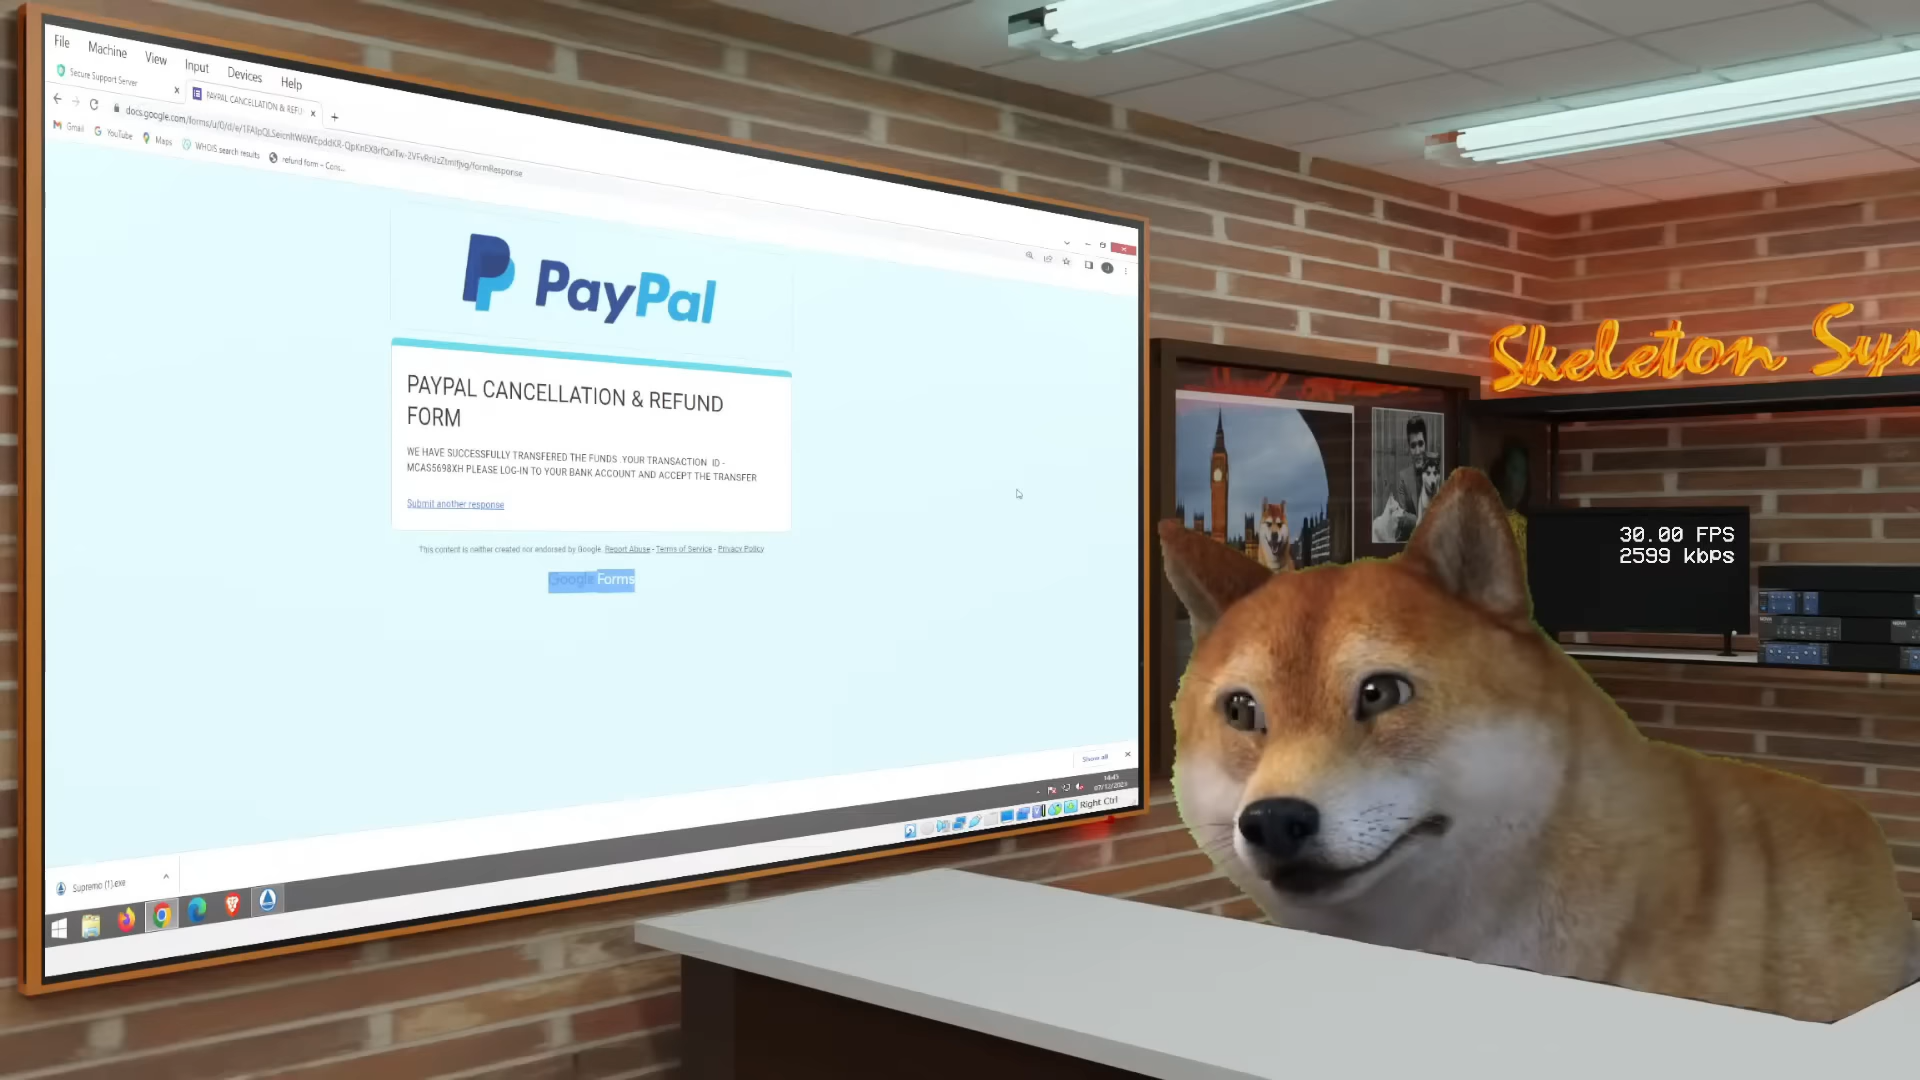 File Machine View Input Devices Help
Secure Support Server
PAYPAL CANCELLATION & REFU
Gmail YouTube Maps WHOIS search results refund form – Cons...
PayPal
PAYPAL CANCELLATION & REFUND
FORM
WE HAVE SUCCESSFULLY TRANSFERED THE FUNDS .YOUR TRANSACTION ID -
MCAS5698XH PLEASE LOG-IN TO YOUR BANK ACCOUNT AND ACCEPT THE TRANSFER
Submit another response
This content is neither created nor endorsed by Google. Report Abuse - Terms of Service - Privacy Policy
Google Forms
Show all
Right Ctrl
Supremo (1).exe
Skeleton Sys
30.00 FPS
2599 kbps